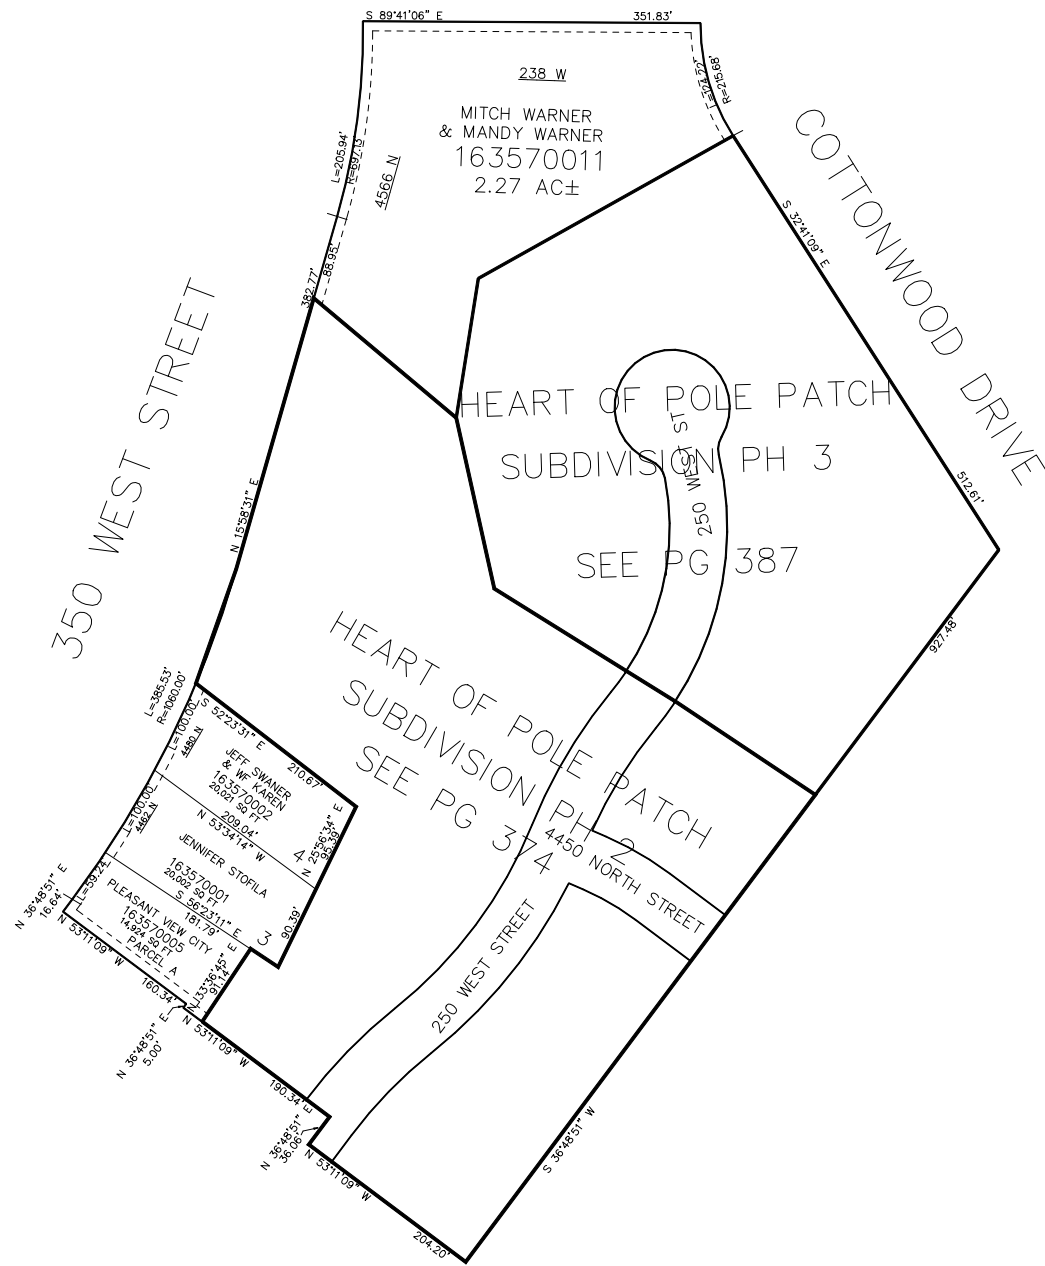 S 89°41'06" E 351.83'
238 W
MITCH WARNER
& MANDY WARNER
163570011
2.27 AC±
L=124.22'
R=215.68'
L=205.94'
R=697.13'
4566 N
88.95'
382.77'
COTTONWOOD DRIVE
S 32°41'09" E
512.61'
927.48'
350 WEST STREET
N 15°58'31" E
HEART OF POLE PATCH
SUBDIVISION PH 3
SEE PG 387
250 WEST ST
HEART OF POLE PATCH
SUBDIVISION PH 2
SEE PG 374
4450 NORTH STREET
250 WEST STREET
L=385.53'
R=1060.00'
L=100.00'
4480 N
S 52°23'31" E
210.67'
JEFF SWANER
& WF KAREN
163570002
20,021 SQ FT
209.04'
N 53°34'14" W
4
N 25°56'34" E
95.39'
L=100.00'
4462 N
JENNIFER STOFILA
163570001
20,002 SQ FT
S 56°23'11" E
181.79'
3
90.39'
L=59.24'
PLEASANT VIEW CITY
163570005
14,924 SQ FT
PARCEL A
N 33°36'45" E
91.14'
N 36°48'51" E
16.64'
N 53°11'09" W
160.34'
N 36°48'51" E
5.00'
N 53°11'09" W
190.34'
N 36°48'51" E
36.06'
N 53°11'09" W
204.20'
S 36°48'51" W